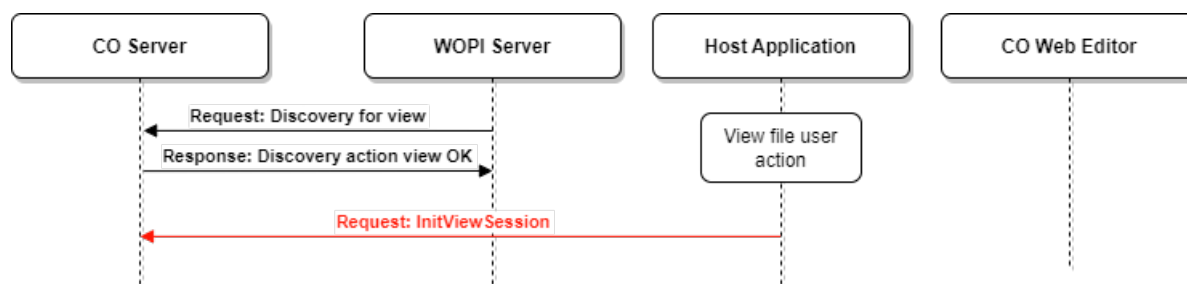 CO Server
WOPI Server
Host Application
CO Web Editor
Request: Discovery for view
Response: Discovery action view OK
View file user
action
Request: InitViewSession